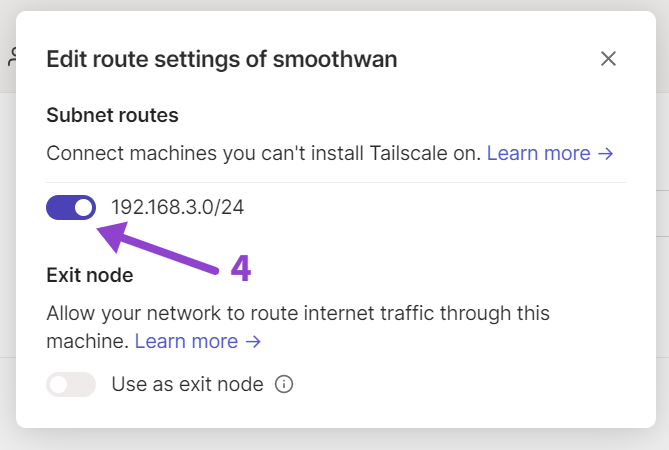 Edit route settings of smoothwan
Subnet routes
Connect machines you can't install Tailscale on. Learn more →
192.168.3.0/24
4
Exit node
Allow your network to route internet traffic through this
machine. Learn more →
Use as exit node